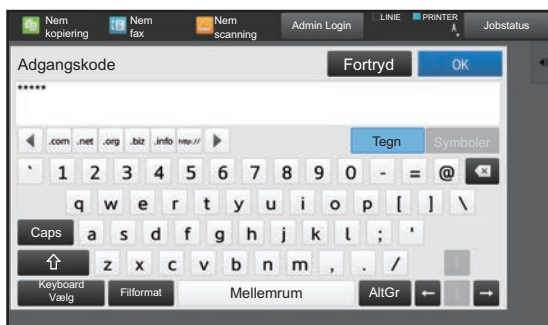 Nem kopiering
Nem fax
Nem scanning
Admin Login
LINIE
PRINTER
Jobstatus
Adgangskode
Fortryd
OK
*****
.com .net .org .biz .info http://
Tegn
Symboler
` 1 2 3 4 5 6 7 8 9 0 - = @
q w e r t y u i o p [ ] \
Caps a s d f g h j k l ; '
z x c v b n m , . /
Keyboard Vælg
Filformat
Mellemrum
AltGr